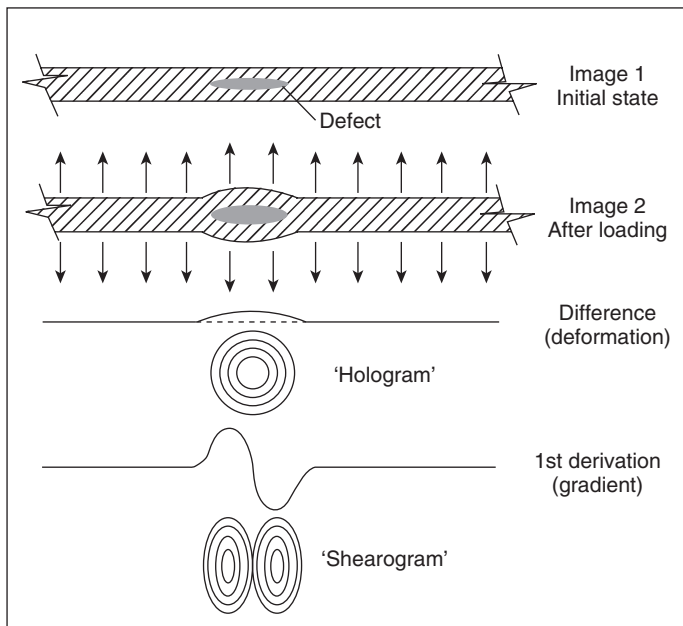 Image 1
Initial state
Defect
Image 2
After loading
Difference
(deformation)
‘Hologram’
1st derivation
(gradient)
‘Shearogram’